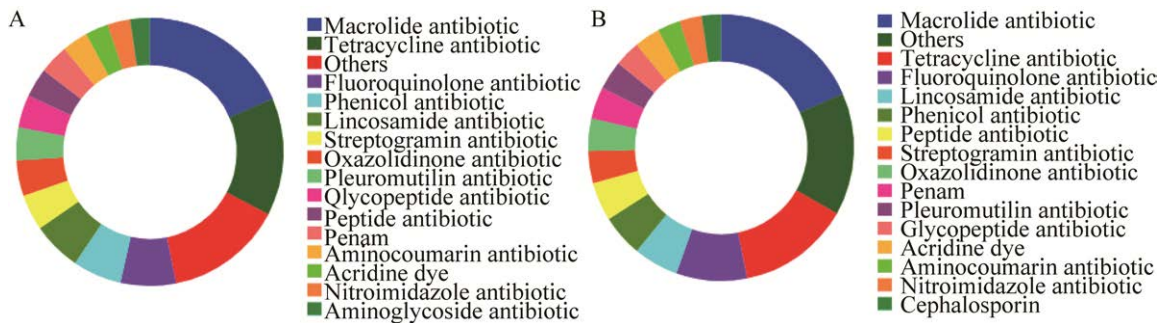 A
Macrolide antibiotic
Tetracycline antibiotic
Others
Fluoroquinolone antibiotic
Phenicol antibiotic
Lincosamide antibiotic
Streptogramin antibiotic
Oxazolidinone antibiotic
Pleuromutilin antibiotic
Qlycopeptide antibiotic
Peptide antibiotic
Penam
Aminocoumarin antibiotic
Acridine dye
Nitroimidazole antibiotic
Aminoglycoside antibiotic
B
Macrolide antibiotic
Others
Tetracycline antibiotic
Fluoroquinolone antibiotic
Lincosamide antibiotic
Phenicol antibiotic
Peptide antibiotic
Streptogramin antibiotic
Oxazolidinone antibiotic
Penam
Pleuromutilin antibiotic
Glycopeptide antibiotic
Acridine dye
Aminocoumarin antibiotic
Nitroimidazole antibiotic
Cephalosporin